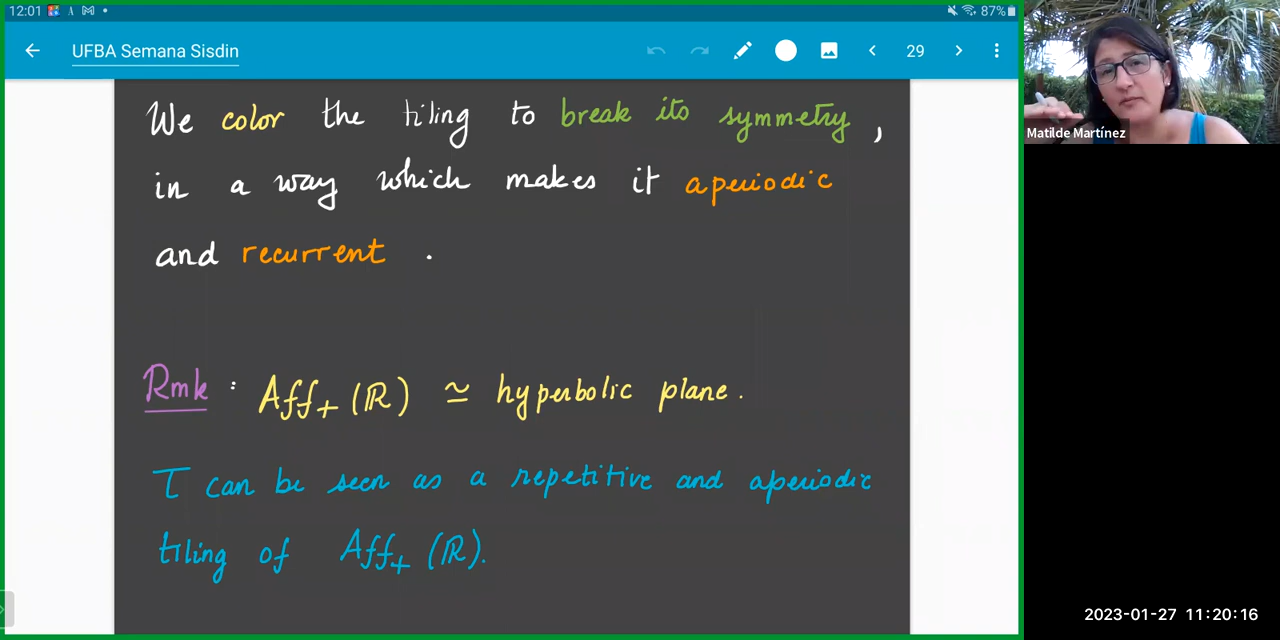 12:01
87%
UFBA Semana Sisdin
29
We color the tiling to break its symmetry,
in a way which makes it aperiodic
and recurrent.
Rmk: Aff₊(ℝ) ≃ hyperbolic plane.
T can be seen as a repetitive and aperiodic
tiling of Aff₊(ℝ).
Matilde Martínez
2023-01-27 11:20:16